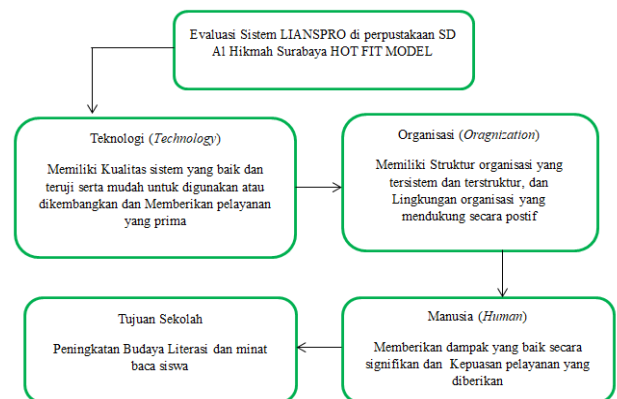 Evaluasi Sistem LIANSPRO di perpustakaan SD
Al Hikmah Surabaya HOT FIT MODEL
Teknologi (Technology)
Memiliki Kualitas sistem yang baik dan
teruji serta mudah untuk digunakan atau
dikembangkan dan Memberikan pelayanan
yang prima
Organisasi (Oragnization)
Memiliki Struktur organisasi yang
tersistem dan terstruktur, dan
Lingkungan organisasi yang
mendukung secara postif
Manusia (Human)
Memberikan dampak yang baik secara
signifikan dan Kepuasan pelayanan yang
diberikan
Tujuan Sekolah
Peningkatan Budaya Literasi dan minat
baca siswa